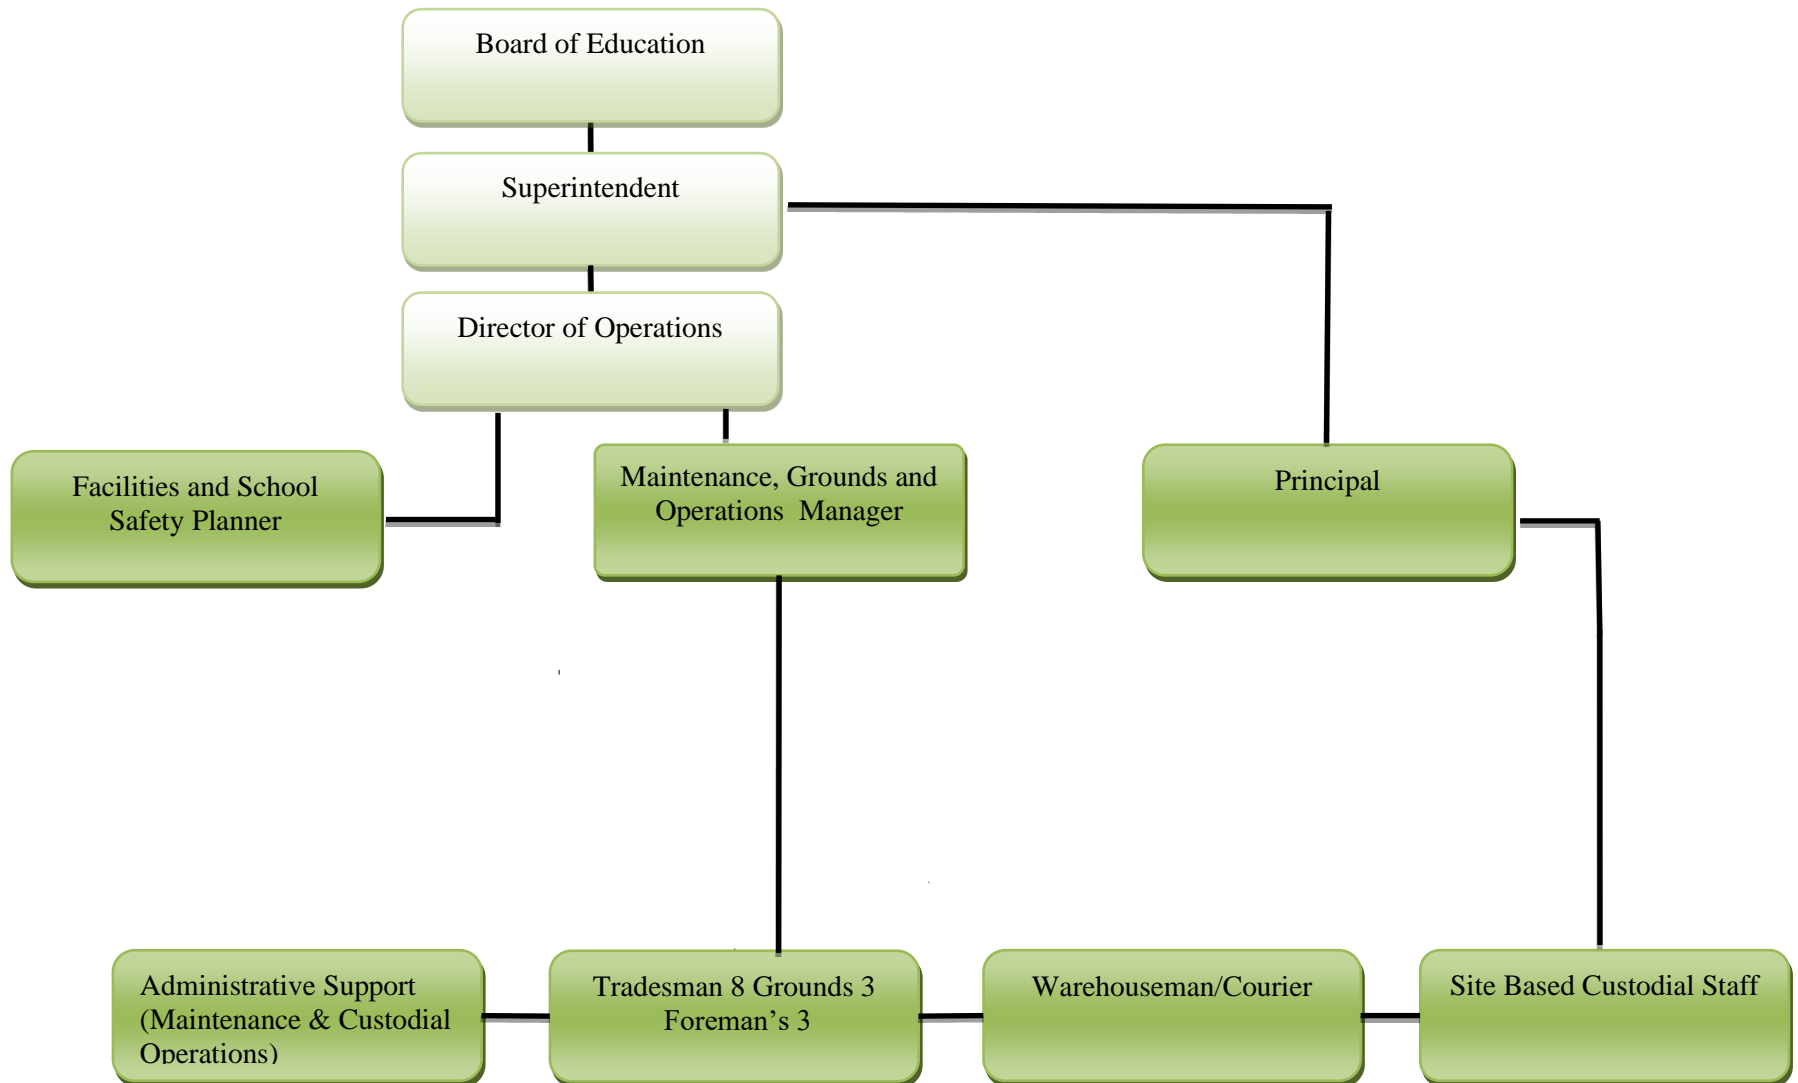 Board of Education
Superintendent
Director of Operations
Facilities and School
Safety Planner
Maintenance, Grounds and
Operations  Manager
Principal
Administrative Support
(Maintenance & Custodial
Operations)
Tradesman 8 Grounds 3
Foreman’s 3
Warehouseman/Courier
Site Based Custodial Staff